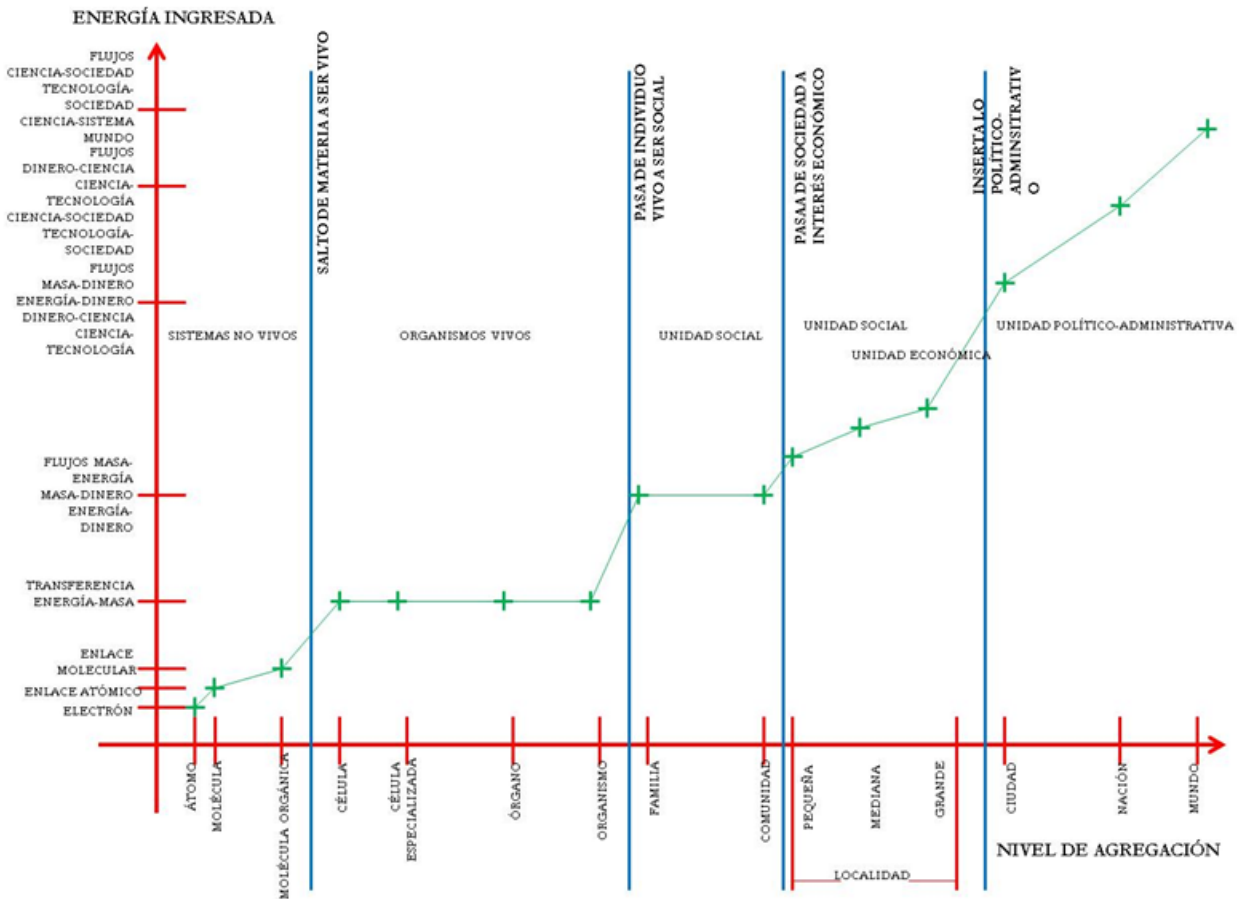 ENERGÍA INGRESADA
FLUJOS
CIENCIA-SOCIEDAD
TECNOLOGÍA-
SOCIEDAD
CIENCIA-SISTEMA
MUNDO
FLUJOS
DINERO-CIENCIA
CIENCIA-
TECNOLOGÍA
CIENCIA-SOCIEDAD
TECNOLOGÍA-
SOCIEDAD
FLUJOS
MASA-DINERO
ENERGÍA-DINERO
DINERO-CIENCIA
CIENCIA-
TECNOLOGÍA
FLUJOS MASA-
ENERGÍA
MASA-DINERO
ENERGÍA-
DINERO
TRANSFERENCIA
ENERGÍA-MASA
ENLACE
MOLECULAR
ENLACE ATÓMICO
ELECTRÓN
SALTO DE MATERIA A SER VIVO
PASA DE INDIVIDUO
VIVO A SER SOCIAL
PASA A DE SOCIEDAD A
INTERÉS ECONÓMICO
INSERTA LO
POLÍTICO-
ADMINSITRATIV
O
SISTEMAS NO VIVOS
ORGANISMOS VIVOS
UNIDAD SOCIAL
UNIDAD SOCIAL
UNIDAD ECONÓMICA
UNIDAD POLÍTICO-ADMINISTRATIVA
ÁTOMO
MOLÉCULA
MOLÉCULA ORGÁNICA
CÉLULA
CÉLULA
ESPECIALIZADA
ÓRGANO
ORGANISMO
FAMILIA
COMUNIDAD
PEQUEÑA
MEDIANA
GRANDE
CIUDAD
NACIÓN
MUNDO
LOCALIDAD
NIVEL DE AGREGACIÓN